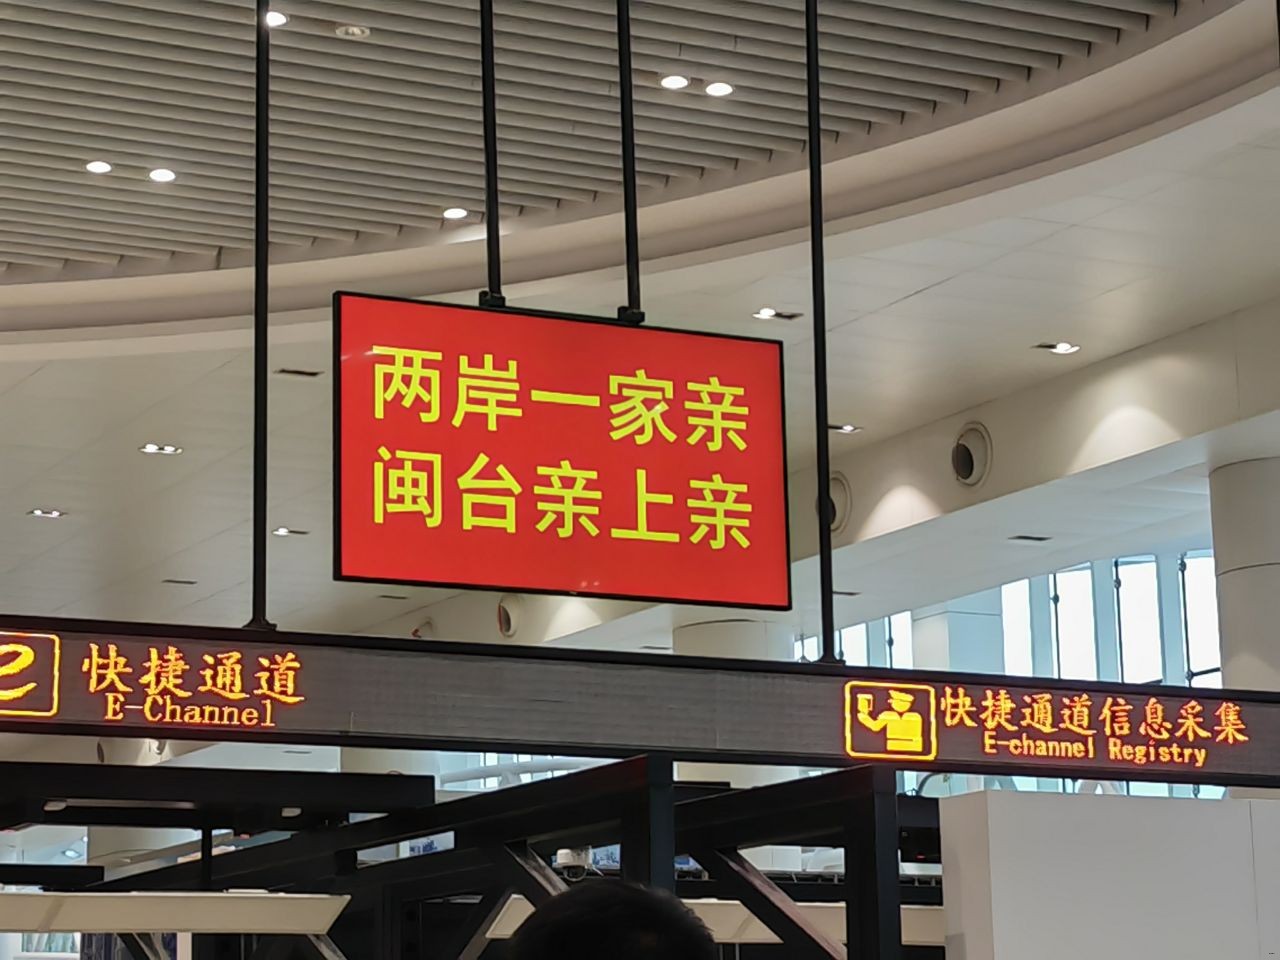 两岸一家亲
闽台亲上亲
快捷通道
E-Channel
快捷通道信息采集
E-channel Registry